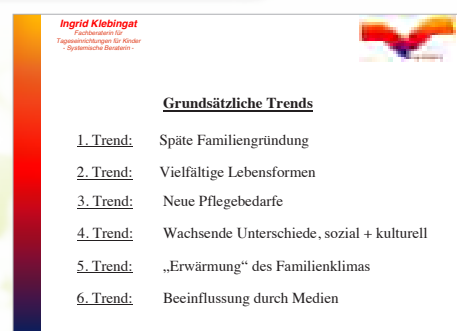 Ingrid Klebingat
Fachberaterin für
Tageseinrichtungen für Kinder
- Systemische Beraterin -
Grundsätzliche Trends
1. Trend: Späte Familiengründung
2. Trend: Vielfältige Lebensformen
3. Trend: Neue Pflegebedarfe
4. Trend: Wachsende Unterschiede, sozial + kulturell
5. Trend: „Erwärmung“ des Familienklimas
6. Trend: Beeinflussung durch Medien